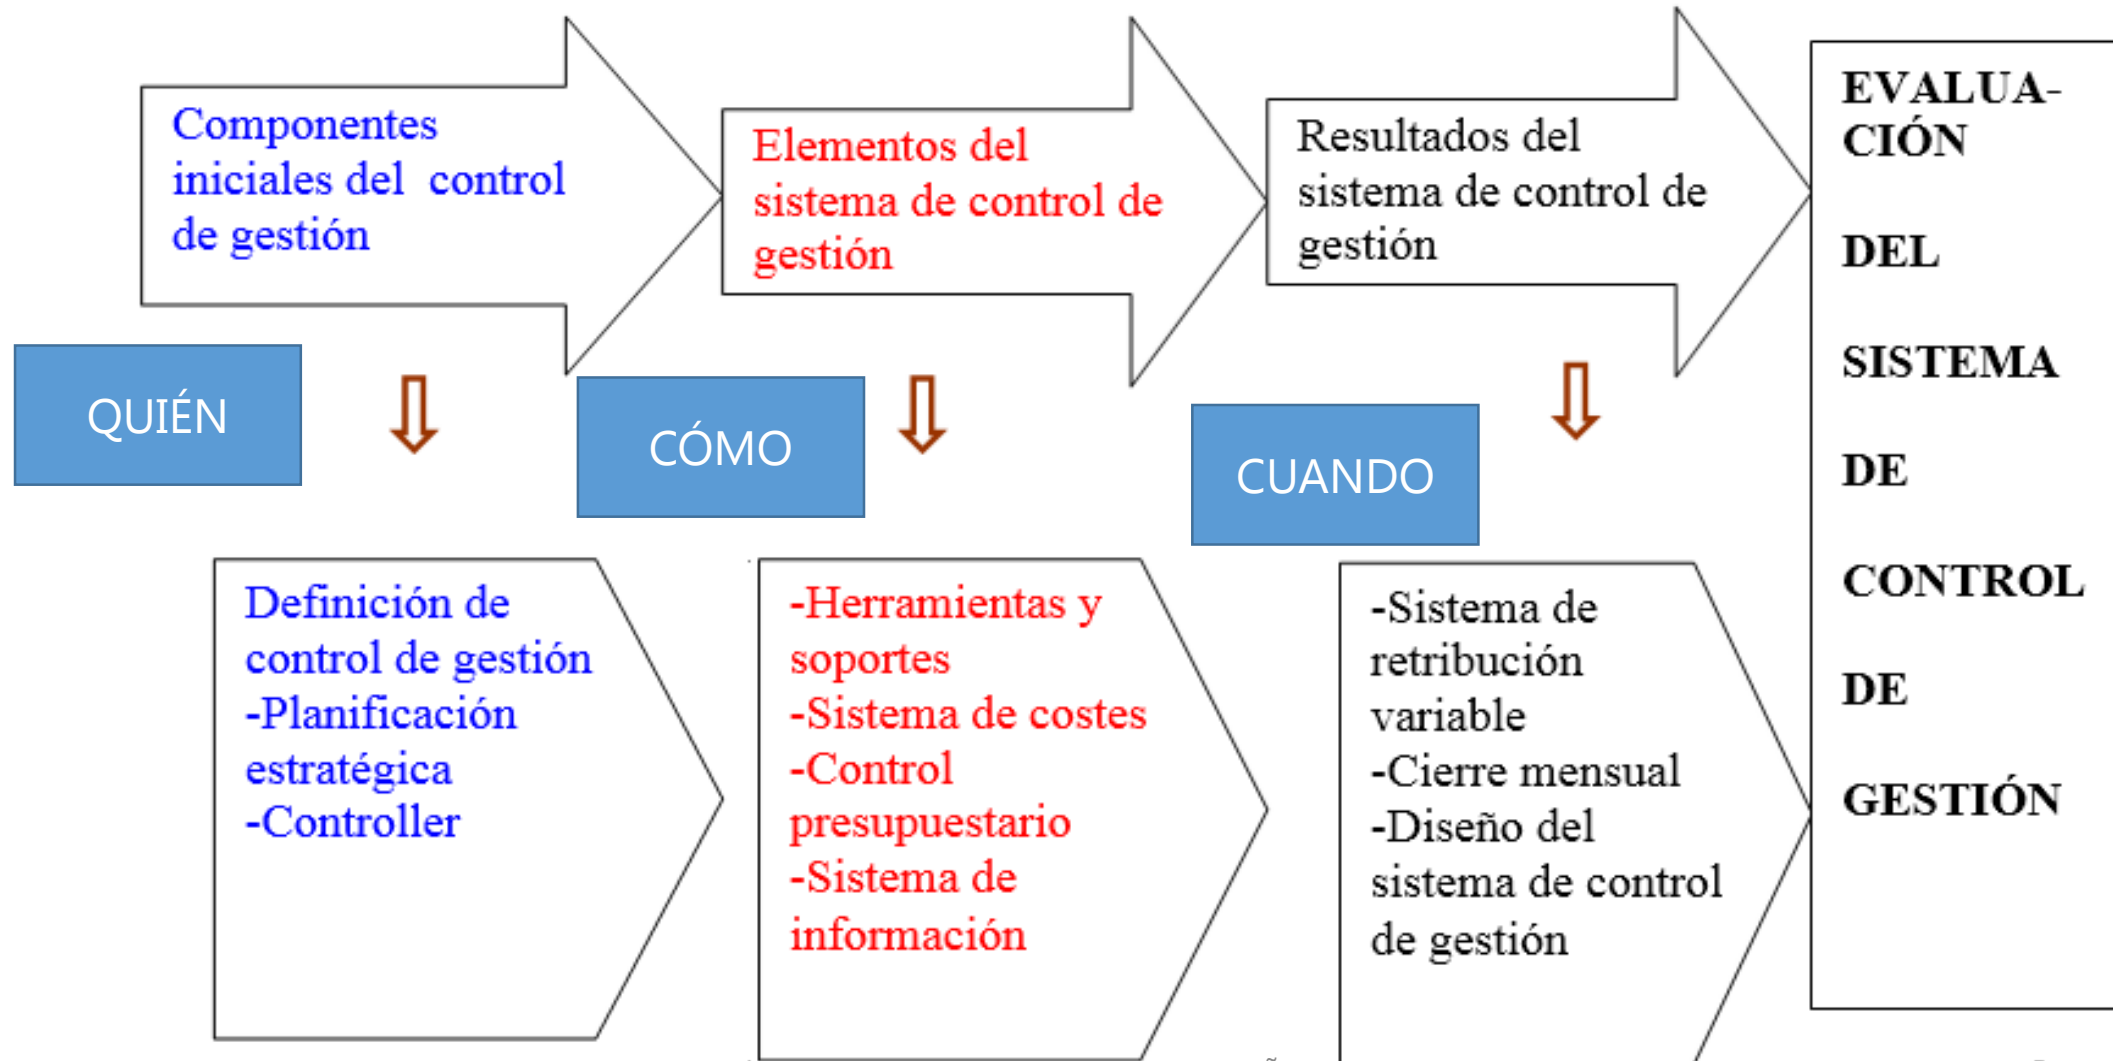 Componentes
iniciales del control
de gestión
Elementos del
sistema de control de
gestión
Resultados del
sistema de control de
gestión
QUIÉN
CÓMO
CUANDO
Definición de
control de gestión
-Planificación
estratégica
-Controller
-Herramientas y
soportes
-Sistema de costes
-Control
presupuestario
-Sistema de
información
-Sistema de
retribución
variable
-Cierre mensual
-Diseño del
sistema de control
de gestión
EVALUA-
CIÓN
DEL
SISTEMA
DE
CONTROL
DE
GESTIÓN